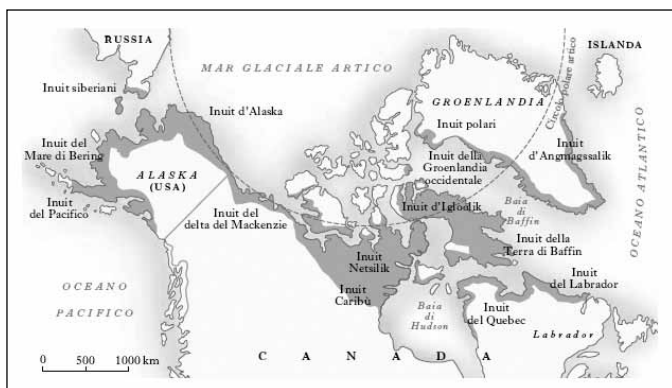 RUSSIA
ISLANDA
MAR GLACIALE ARTICO
Circolo polare artico
Inuit siberiani
GROENLANDIA
Inuit d'Alaska
Inuit polari
Inuit del
Mare di Bering
Inuit
d'Angmagssalik
Inuit della
Groenlandia
occidentale
ALASKA
(USA)
OCEANO ATLANTICO
Inuit
del Pacifico
Inuit del
delta del Mackenzie
Inuit d'Igloolik
Baia
di
Baffin
Inuit della
Terra di Baffin
Inuit
Netsilik
Inuit
del Labrador
OCEANO
PACIFICO
Inuit
Caribù
Baia
di
Hudson
Inuit
del Quebec
Labrador
CANADA
0 500 1000 km